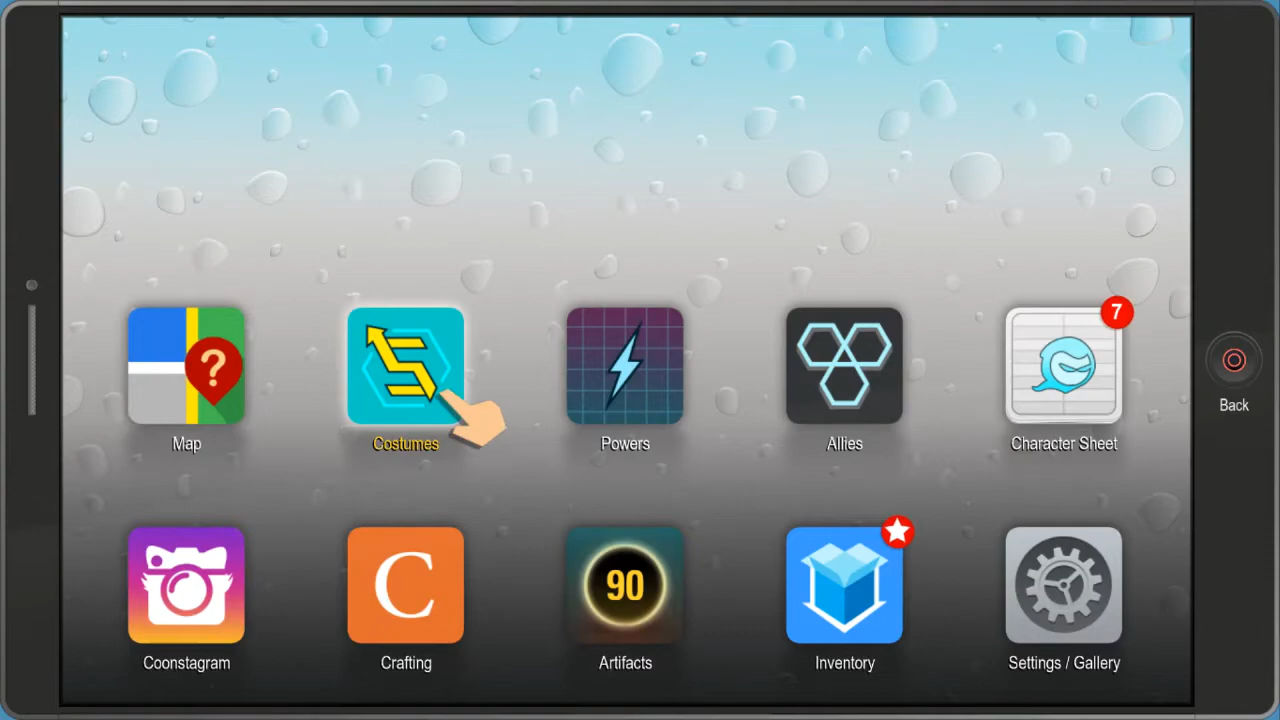 7
?
Map
Costumes
Powers
Allies
Character Sheet
Back
C
90
Coonstagram
Crafting
Artifacts
Inventory
Settings / Gallery